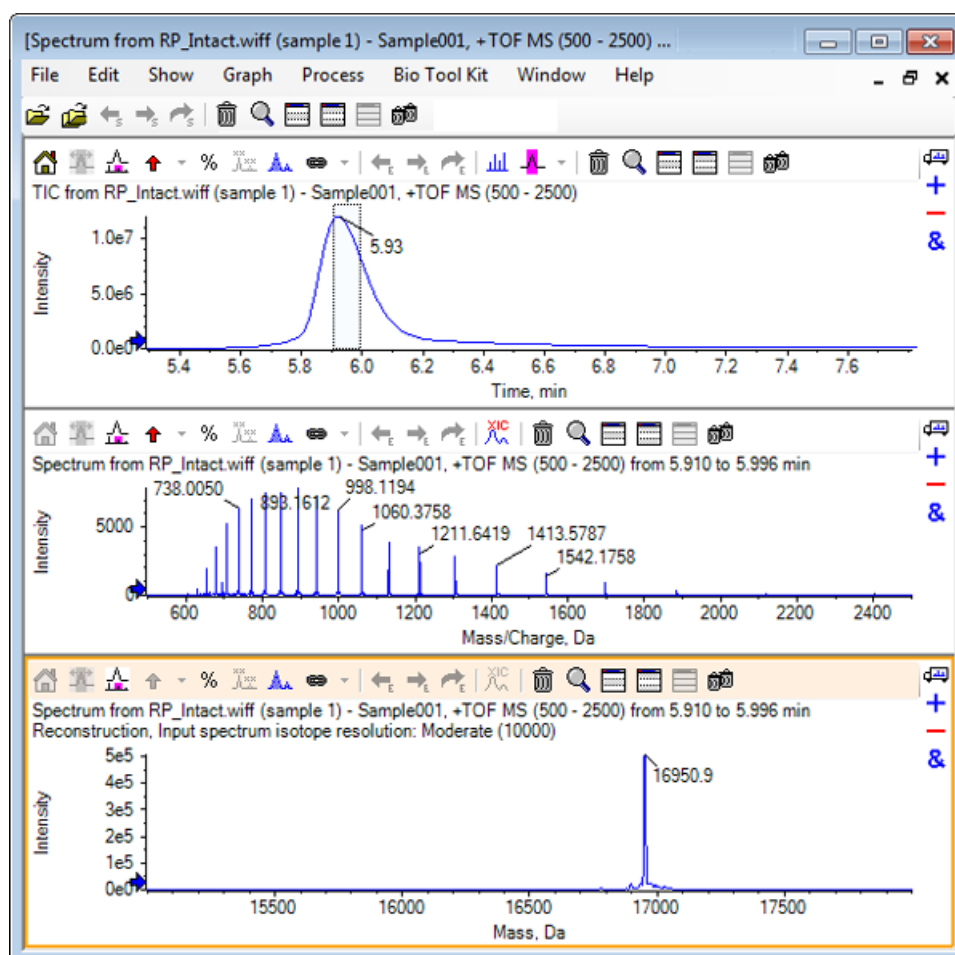 [Spectrum from RP_Intact.wiff (sample 1) - Sample001, +TOF MS (500 - 2500) ...
File Edit Show Graph Process Bio Tool Kit Window Help
TIC from RP_Intact.wiff (sample 1) - Sample001, +TOF MS (500 - 2500)
Intensity
1.0e7
5.0e6
0.0e0
5.93
5.4 5.6 5.8 6.0 6.2 6.4 6.6 6.8 7.0 7.2 7.4 7.6
Time, min
XIC
Spectrum from RP_Intact.wiff (sample 1) - Sample001, +TOF MS (500 - 2500) from 5.910 to 5.996 min
Intensity
5000
0
738.0050
893.1612
998.1194
1060.3758
1211.6419
1413.5787
1542.1758
600 800 1000 1200 1400 1600 1800 2000 2200 2400
Mass/Charge, Da
XIC
Spectrum from RP_Intact.wiff (sample 1) - Sample001, +TOF MS (500 - 2500) from 5.910 to 5.996 min
Reconstruction, Input spectrum isotope resolution: Moderate (10000)
Intensity
5e5
4e5
3e5
2e5
1e5
0e0
16950.9
15500 16000 16500 17000 17500
Mass, Da